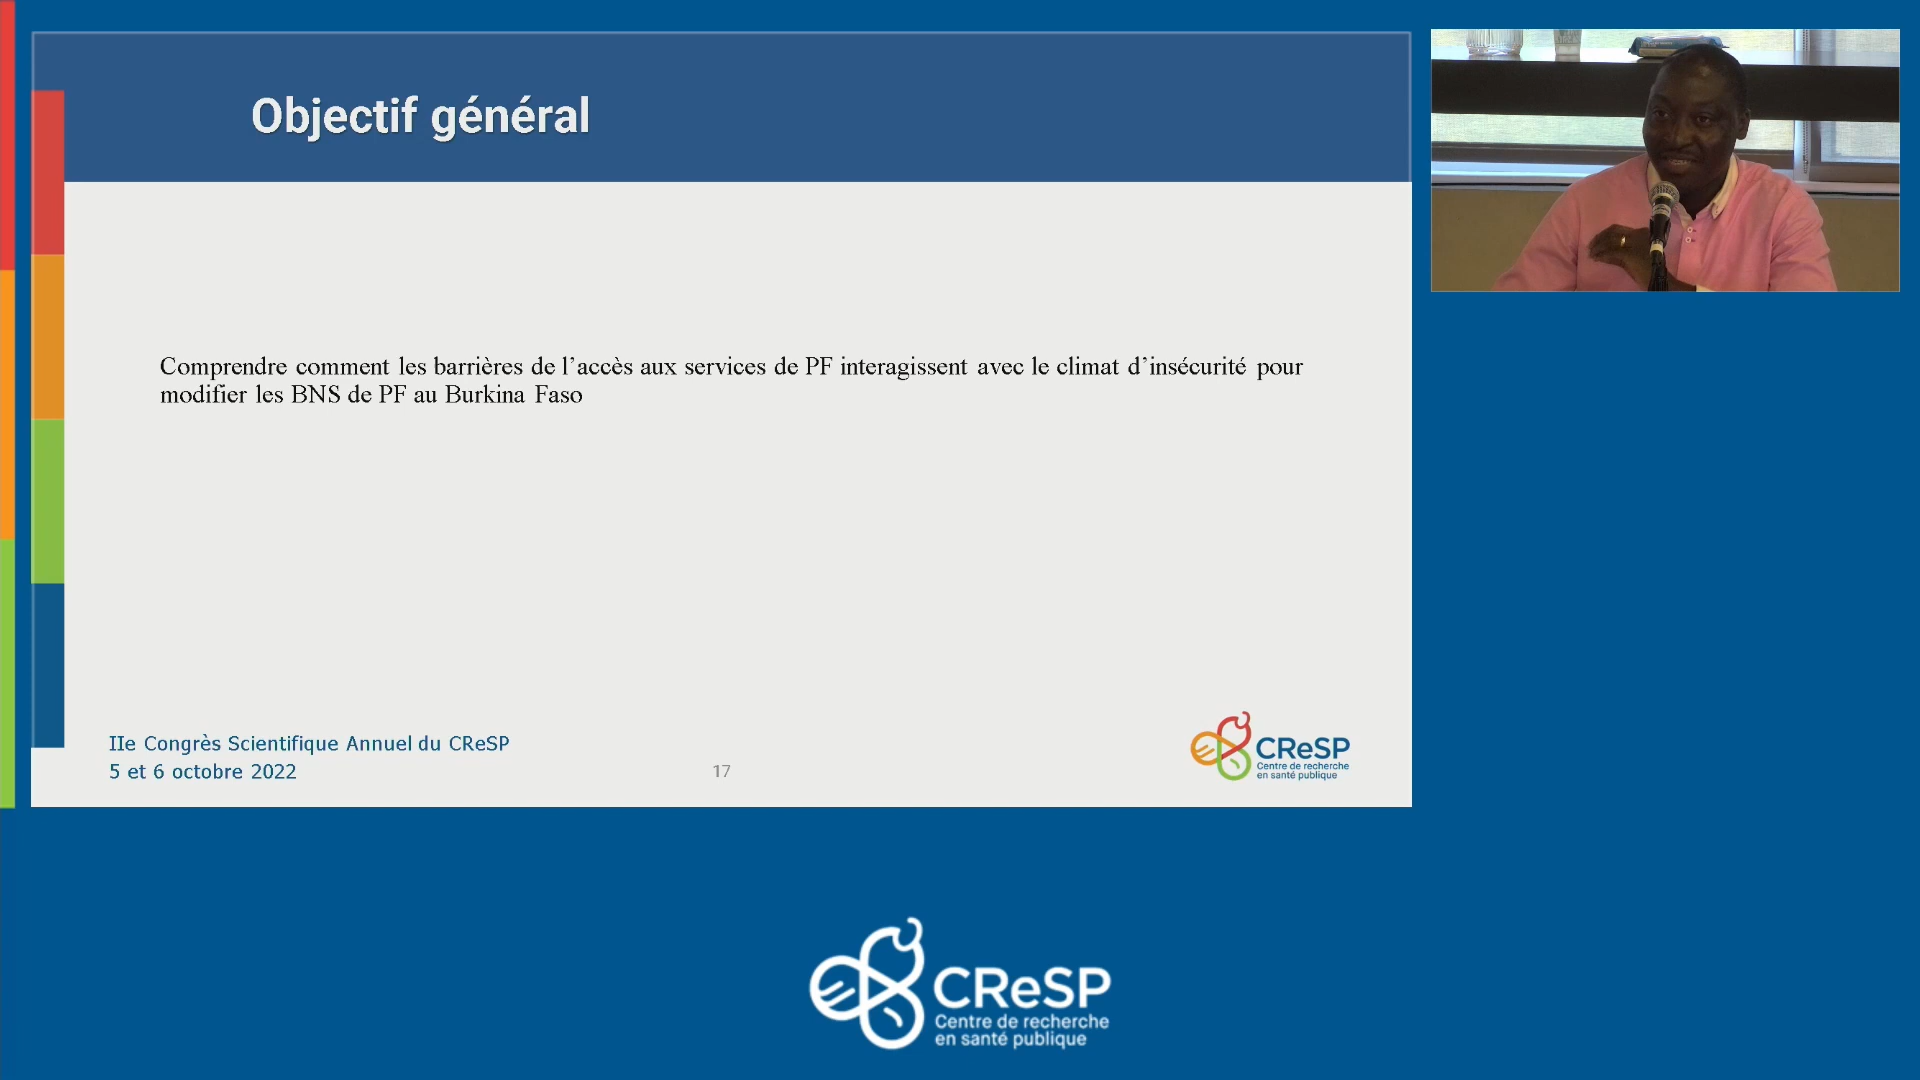 Objectif général
Comprendre comment les barrières de l’accès aux services de PF interagissent avec le climat d’insécurité pour
modifier les BNS de PF au Burkina Faso
IIe Congrès Scientifique Annuel du CReSP
5 et 6 octobre 2022
17
CReSP
Centre de recherche
en santé publique
CReSP
Centre de recherche
en santé publique